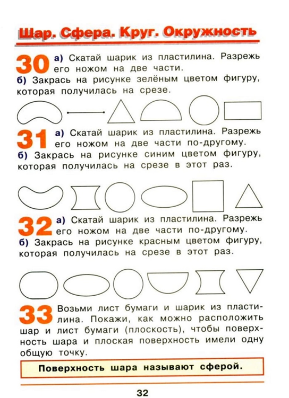 Шар. Сфера. Круг. Окружность
30 а) Скатай шарик из пластилина. Разрежь
его ножом на две части.
б) Закрась на рисунке зелёным цветом фигуру,
которая получилась на срезе.
31 а) Скатай шарик из пластилина. Разрежь
его ножом на две части по-другому.
б) Закрась на рисунке синим цветом фигуру,
которая получилась на срезе в этот раз.
32 а) Скатай шарик из пластилина. Разрежь
его ножом на две части по-другому.
б) Закрась на рисунке красным цветом фигуру,
которая получилась на срезе в этот раз.
33 Возьми лист бумаги и шарик из пласти-
лина. Покажи, как можно расположить
шар и лист бумаги (плоскость), чтобы поверх-
ность шара и плоская поверхность имели одну
общую точку.
Поверхность шара называют сферой.
32